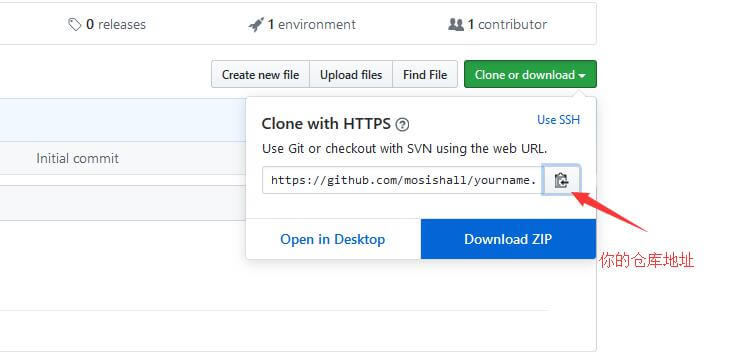 0 releases
1 environment
1 contributor
Create new file
Upload files
Find File
Clone or download
Clone with HTTPS
Use SSH
Use Git or checkout with SVN using the web URL.
Initial commit
https://github.com/mosishall/yourname.
Open in Desktop
Download ZIP
你的仓库地址